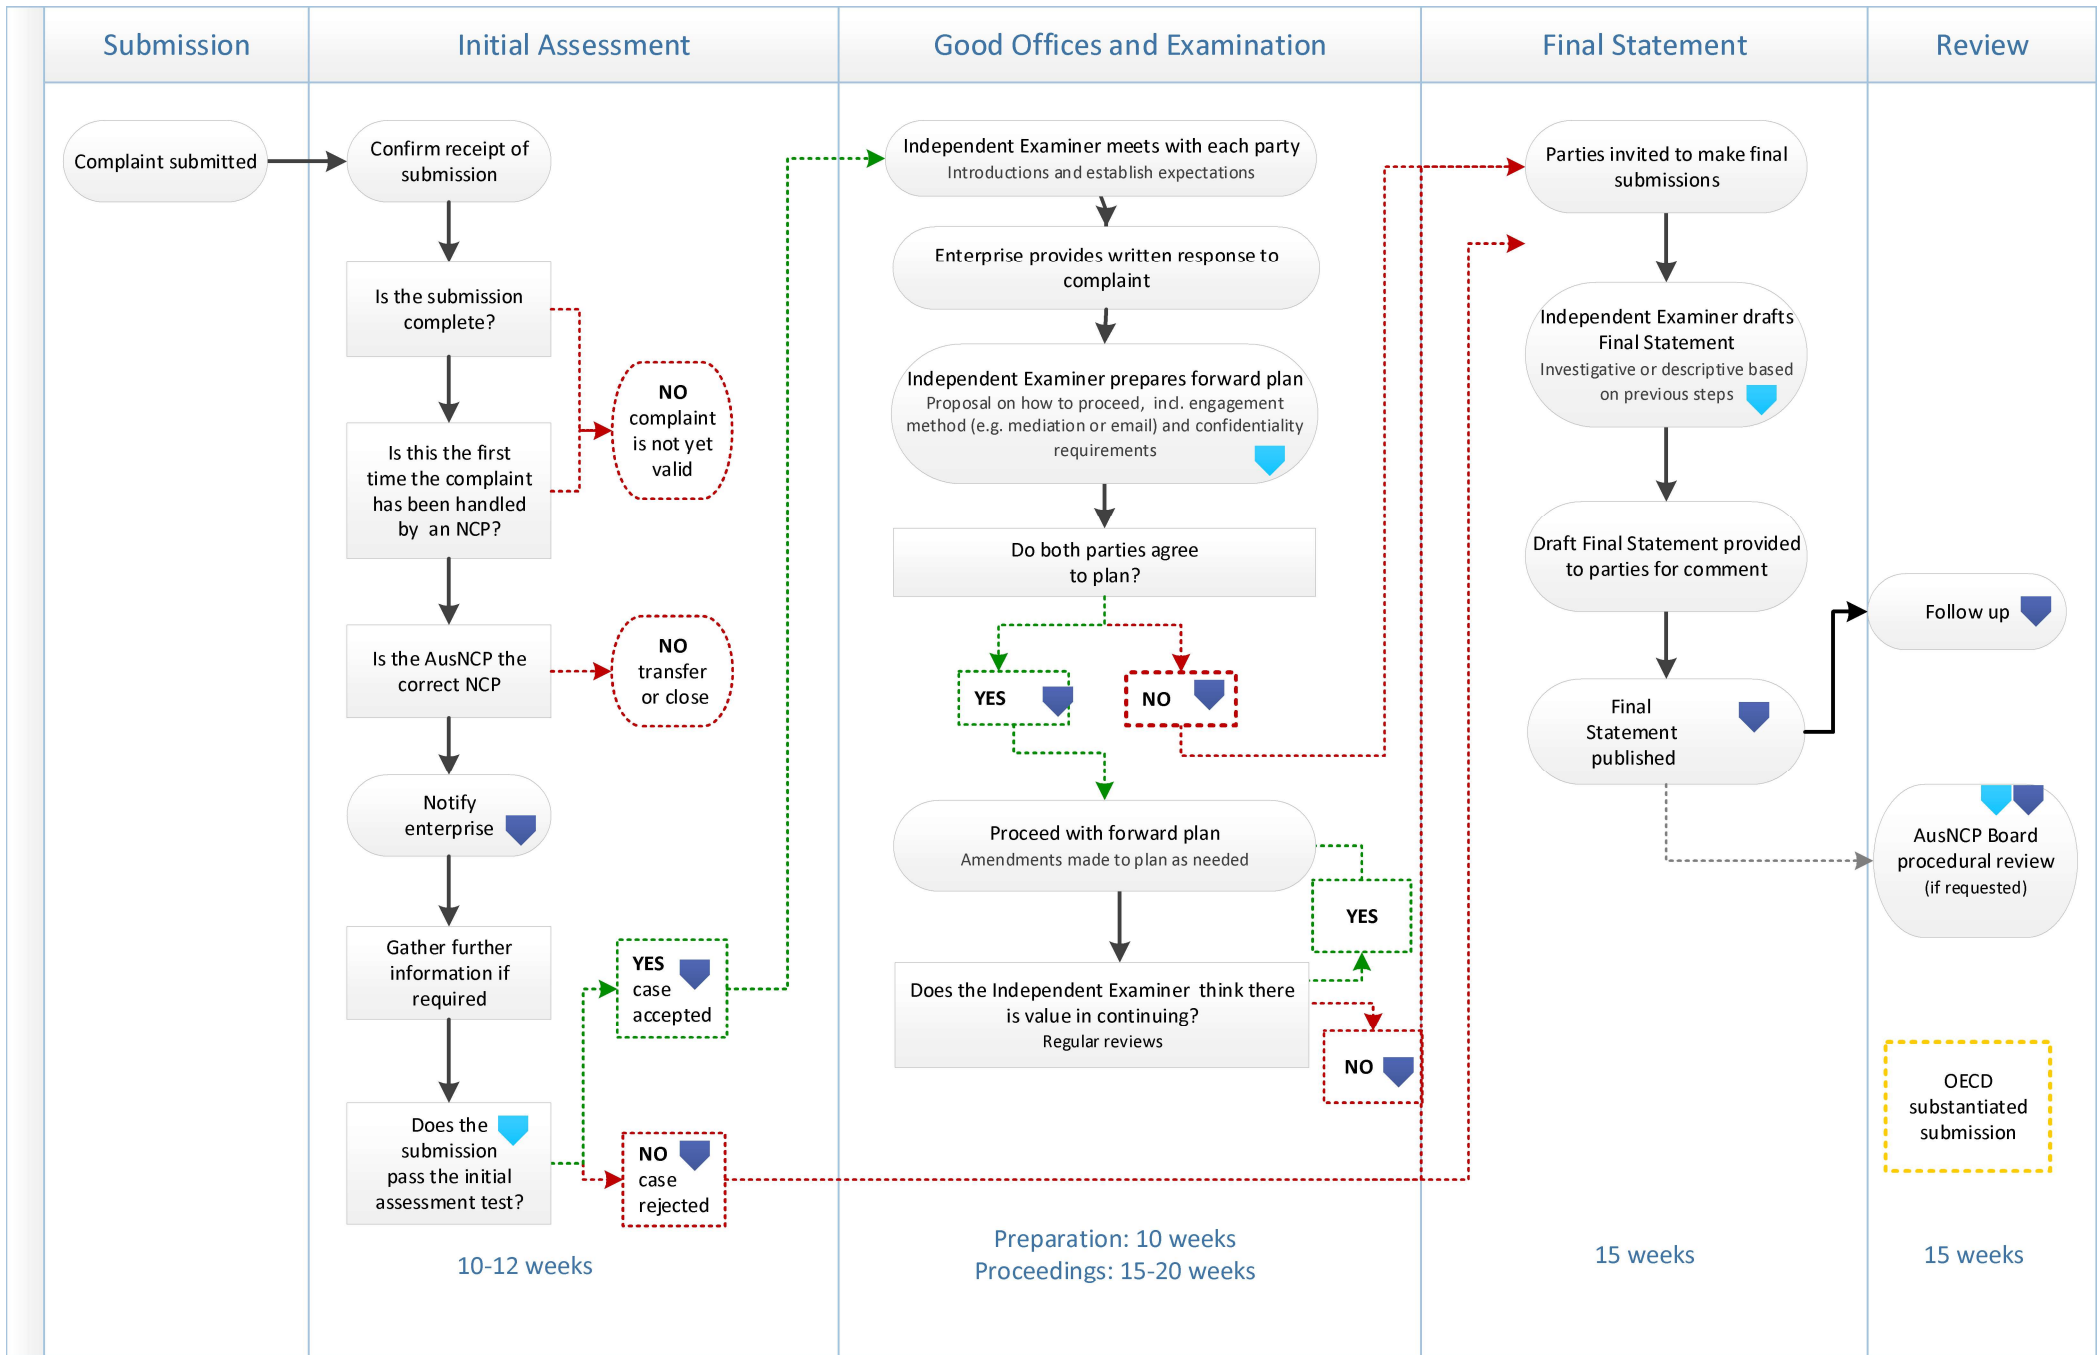 Submission
Initial Assessment
Good Offices and Examination
Final Statement
Review
Complaint submitted
Confirm receipt of
submission
Is the submission
complete?
NO
complaint
is not yet
valid
Is this the first
time the complaint
has been handled
by an NCP?
Is the AusNCP the
correct NCP
NO
transfer
or close
Notify
enterprise
Gather further
information if
required
YES
case
accepted
Does the
submission
pass the initial
assessment test?
NO
case
rejected
10-12 weeks
Independent Examiner meets with each party
Introductions and establish expectations
Enterprise provides written response to
complaint
Independent Examiner prepares forward plan
Proposal on how to proceed, incl. engagement
method (e.g. mediation or email) and confidentiality
requirements
Do both parties agree
to plan?
YES
NO
Proceed with forward plan
Amendments made to plan as needed
YES
Does the Independent Examiner think there
is value in continuing?
Regular reviews
NO
Preparation: 10 weeks
Proceedings: 15-20 weeks
Parties invited to make final
submissions
Independent Examiner drafts
Final Statement
Investigative or descriptive based
on previous steps
Draft Final Statement provided
to parties for comment
Final
Statement
published
15 weeks
Follow up
AusNCP Board
procedural review
(if requested)
OECD
substantiated
submission
15 weeks